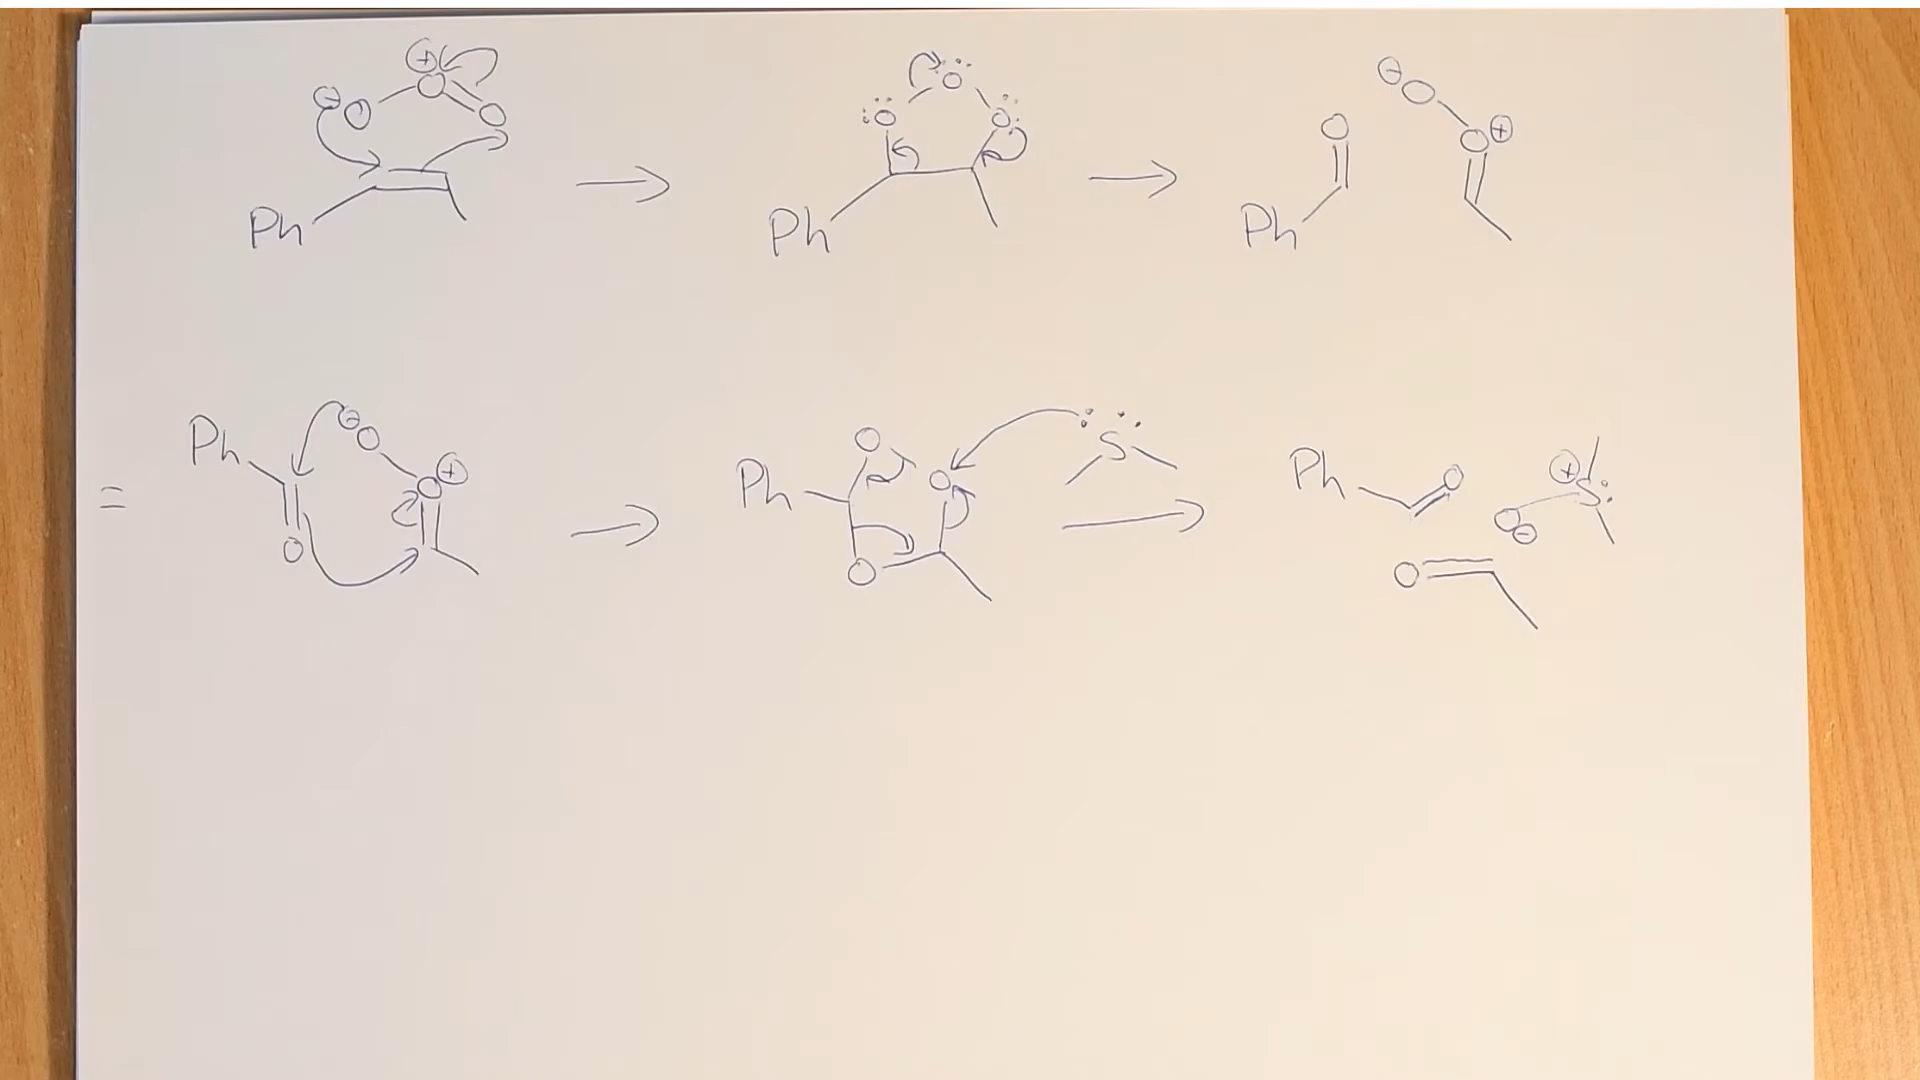 ⊕
⊖ O O O
Ph
→
O O O
Ph
→
⊖ O O O ⊕
Ph
= Ph ⊖ O O ⊕ O
→
Ph O O O
S
→
Ph O ⊕ S O ⊖ O